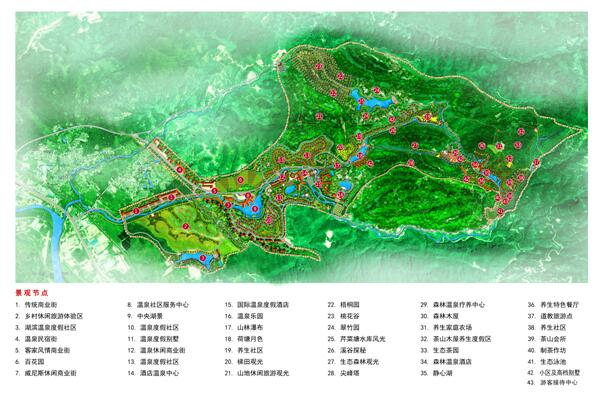 景观节点
1. 传统商业街
2. 乡村休闲旅游体验区
3. 湖滨温泉度假区
4. 温泉民宿街
5. 客家风情商业街
6. 百花园
7. 威尼斯休闲商业街
8. 温泉社区服务中心
9. 中央湖景
10. 温泉度假社区
11. 温泉度假别墅
12. 温泉休闲商业街
13. 温泉度假社区
14. 酒店温泉中心
15. 国际温泉度假酒店
16. 温泉乐园
17. 山林瀑布
18. 荷塘月色
19. 养生社区
20. 梯田观光
21. 山地休闲旅游观光
22. 梧桐园
23. 桃花谷
24. 翠竹园
25. 芹菜塘水库风光
26. 溪谷探秘
27. 生态森林观光
28. 尖峰塔
29. 森林温泉疗养中心
30. 森林木屋
31. 养生家庭农场
32. 茶山木屋养生度假区
33. 生态茶园
34. 森林温泉酒店
35. 静心湖
36. 养生特色餐厅
37. 道教旅游点
38. 养生社区
39. 茶山会所
40. 制茶作坊
41. 生态泳池
42. 小区及高档别墅
43. 游客接待中心